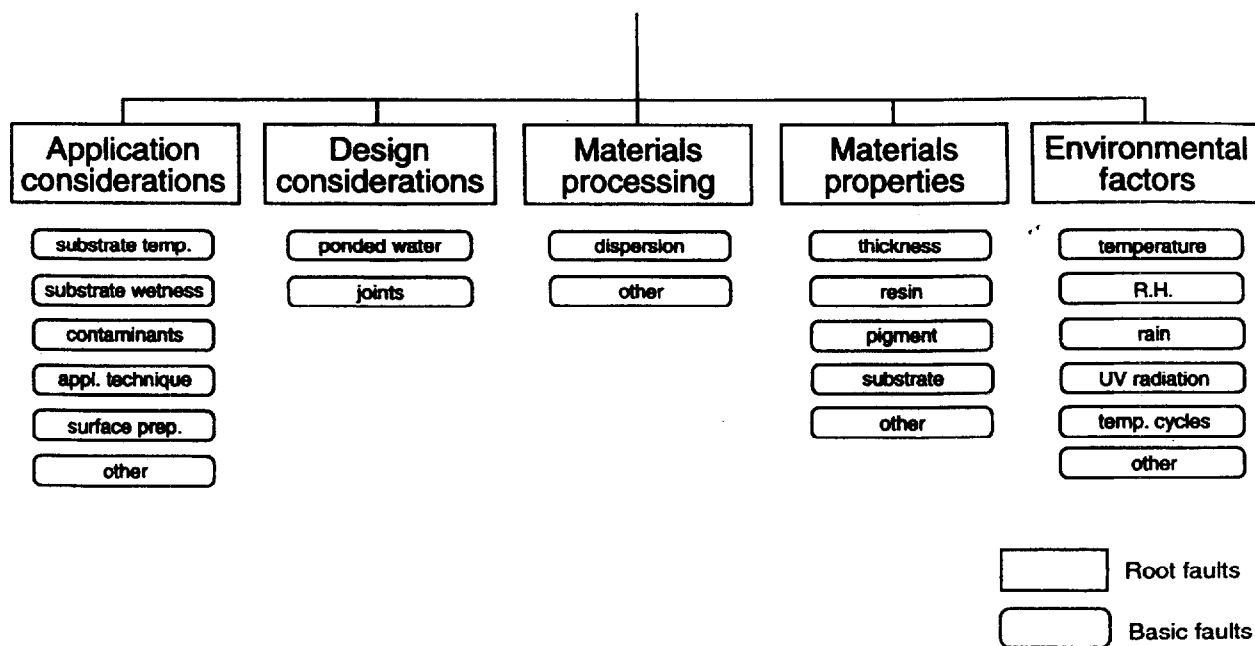 Application
considerations
substrate temp.
substrate wetness
contaminants
appl. technique
surface prep.
other
Design
considerations
ponded water
joints
Materials
processing
dispersion
other
Materials
properties
thickness
resin
pigment
substrate
other
Environmental
factors
temperature
R.H.
rain
UV radiation
temp. cycles
other
Root faults
Basic faults